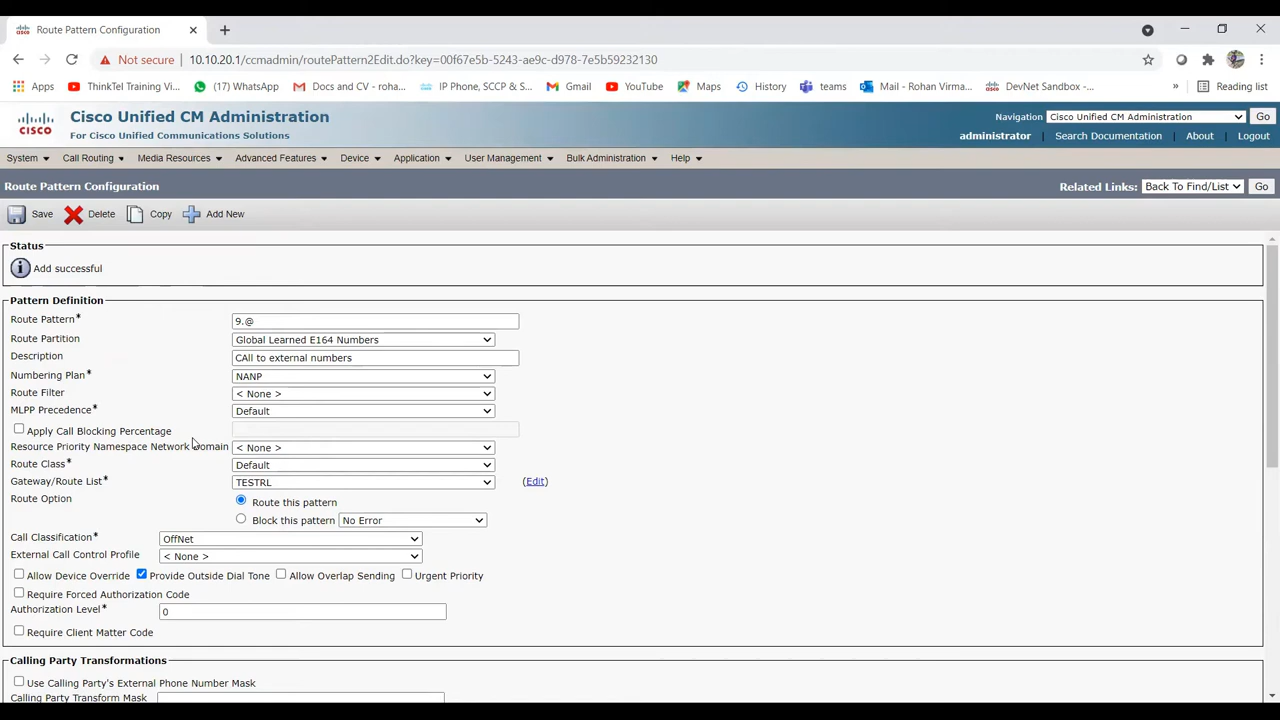 Route Pattern Configuration
Not secure 10.10.20.1/ccmadmin/routePattern2Edit.do?key=00f67e5b-5243-ae9c-d978-7e5b59232130
Apps ThinkTel Training Vi... (17) WhatsApp Docs and CV - roha... IP Phone, SCCP - D... Gmail YouTube Maps History teams Mail - Rohan Virma... DevNet Sandbox -... » Reading list
CISCO
Cisco Unified CM Administration
For Cisco Unified Communications Solutions
Navigation Cisco Unified CM Administration Go
administrator Search Documentation About Logout
System Call Routing Media Resources Advanced Features Device Application User Management Bulk Administration Help
Route Pattern Configuration
Related Links: Back To Find/List Go
Save Delete Copy Add New
Status
Add successful
Pattern Definition
Route Pattern* 9.@
Route Partition Global Learned E164 Numbers
Description CAll to external numbers
Numbering Plan* NANP
Route Filter < None >
MLPP Precedence* Default
Apply Call Blocking Percentage
Resource Priority Namespace Network Domain < None >
Route Class* Default
Gateway/Route List* TESTRL (Edit)
Route Option Route this pattern
Block this pattern No Error
Call Classification* OffNet
External Call Control Profile < None >
Allow Device Override Provide Outside Dial Tone Allow Overlap Sending Urgent Priority
Require Forced Authorization Code
Authorization Level* 0
Require Client Matter Code
Calling Party Transformations
Use Calling Party's External Phone Number Mask
Calling Party Transform Mask